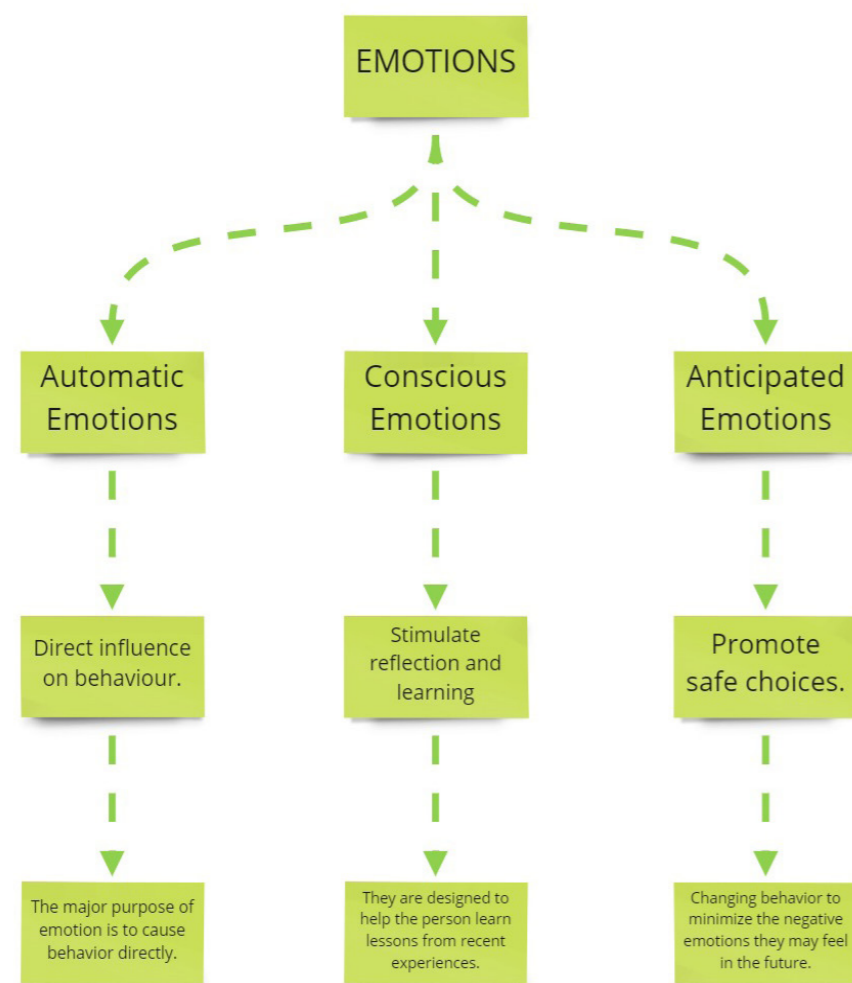 EMOTIONS
Automatic
Emotions
Conscious
Emotions
Anticipated
Emotions
Direct influence
on behaviour.
Stimulate
reflection and
learning
Promote
safe choices.
The major purpose of
emotion is to cause
behavior directly.
They are designed to
help the person learn
lessons from recent
experiences.
Changing behavior to
minimize the negative
emotions they may feel
in the future.